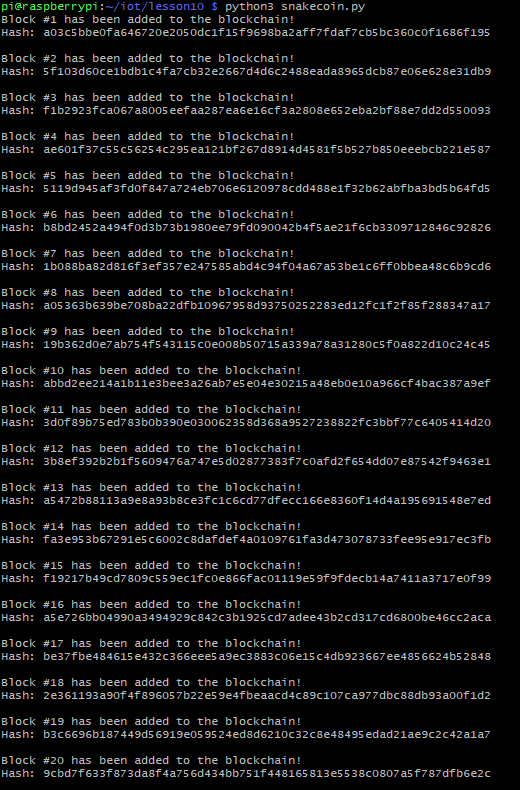 pi@raspberrypi:~/iot/lesson10 $ python3 snakecoin.py
Block #1 has been added to the blockchain!
Hash: a03c5bbe0fa646720e2050dc1f15f9698ba2aff7fdaf7cb5bc360c0f1686f195
Block #2 has been added to the blockchain!
Hash: 5f103d60ce1bdb1c4fa7cb32e2667d4d6c2488eada8965dcb87e06e628e31db9
Block #3 has been added to the blockchain!
Hash: f1b2923fca067a8005eefaa287ea6e16cf3a2808e652eba2bf88e7dd2d550093
Block #4 has been added to the blockchain!
Hash: ae601f37c55c56254c295ea121bf267d8914d4581f5b527b850eeebcb221e587
Block #5 has been added to the blockchain!
Hash: 5119d945af3fd0f847a724eb706e6120978cdd488e1f32b62abfba3bd5b64fd5
Block #6 has been added to the blockchain!
Hash: b8bd2452a494f0d3b73b1980ee79fd090042b4f5ae21f6cb3309712846c92826
Block #7 has been added to the blockchain!
Hash: 1b088ba82d816f3ef357e247585abd4c94f04a67a53be1c6ff0bbea48c6b9cd6
Block #8 has been added to the blockchain!
Hash: a05363b639be708ba22dfb10967958d93750252283ed12fc1f2f85f288347a17
Block #9 has been added to the blockchain!
Hash: 19b362d0e7ab754f543115c0e008b50715a339a78a31280c5f0a822d10c24c45
Block #10 has been added to the blockchain!
Hash: abbd2ee214a1b11e3bee3a26ab7e5e04e30215a48eb0e10a966cf4bac387a9ef
Block #11 has been added to the blockchain!
Hash: 3d0f89b75ed783b0b390e030062358d368a9527238822fc3bbf77c6405414d20
Block #12 has been added to the blockchain!
Hash: 3b8ef392b2b1f5609476a747e5d02877383f7c0afd2f654dd07e87542f9463e1
Block #13 has been added to the blockchain!
Hash: a5472b88113a9e8a93b8ce3fc1c6cd77dfecc166e8360f14d4a195691548e7ed
Block #14 has been added to the blockchain!
Hash: fa3e953b67291e5c6002c8dafdef4a0109761fa3d473078733fee95e917ec3fb
Block #15 has been added to the blockchain!
Hash: f19217b49cd7809c559ec1fc0e866fac01119e59f9fdecb14a7411a3717e0f99
Block #16 has been added to the blockchain!
Hash: a5e726bb04990a3494929c842c3b1925cd7adee43b2cd317cd6800be46cc2aca
Block #17 has been added to the blockchain!
Hash: be37fbe484615e432c366eee5a9ec3883c06e15c4db923667ee4856624b52848
Block #18 has been added to the blockchain!
Hash: 2e361193a90f4f896057b22e59e4fbeaacd4c89c107ca977dbc88db93a00f1d2
Block #19 has been added to the blockchain!
Hash: b3c6696b187449d56919e059524ed8d6210c32c8e48495edad21ae9c2c42a1a7
Block #20 has been added to the blockchain!
Hash: 9cbd7f633f873da8f4a756d434bb751f448165813e5538c0807a5f787dfb6e2c